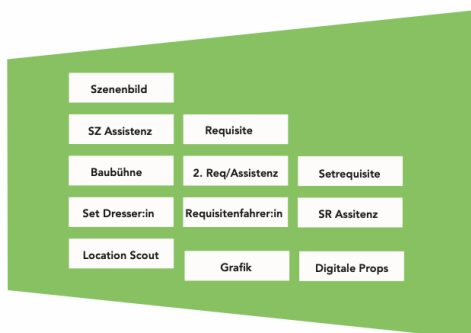 Szenenbild
SZ Assistenz
Requisite
Baubühne
2. Req/Assistenz
Setrequisite
Set Dresser:in
Requisitenfahrer:in
SR Assitenz
Location Scout
Grafik
Digitale Props